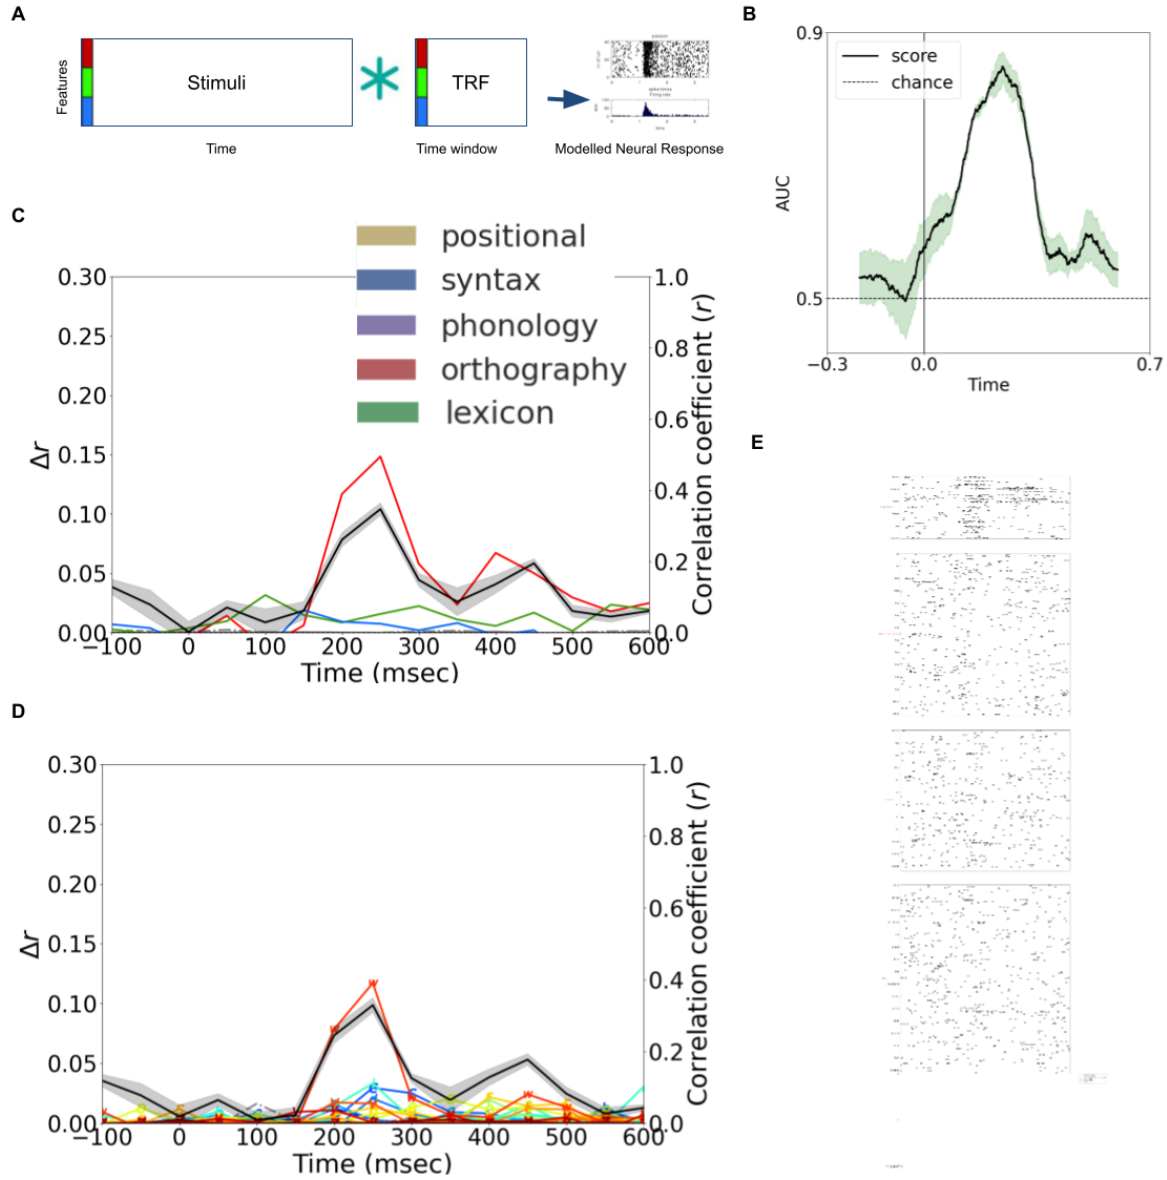 A
Features
Stimuli
TRF
Time
Time window
Modelled Neural Response
B
0.9
score
chance
AUC
0.5
−0.3
0.0
0.7
Time
C
positional
syntax
phonology
orthography
lexicon
0.30
0.25
0.20
0.15
0.10
0.05
0.00
Δr
1.0
0.8
0.6
0.4
0.2
0.0
Correlation coefficient (r)
−100
0
100
200
300
400
500
600
Time (msec)
D
0.30
0.25
0.20
0.15
0.10
0.05
0.00
Δr
1.0
0.8
0.6
0.4
0.2
0.0
Correlation coefficient (r)
−100
0
100
200
300
400
500
600
Time (msec)
E